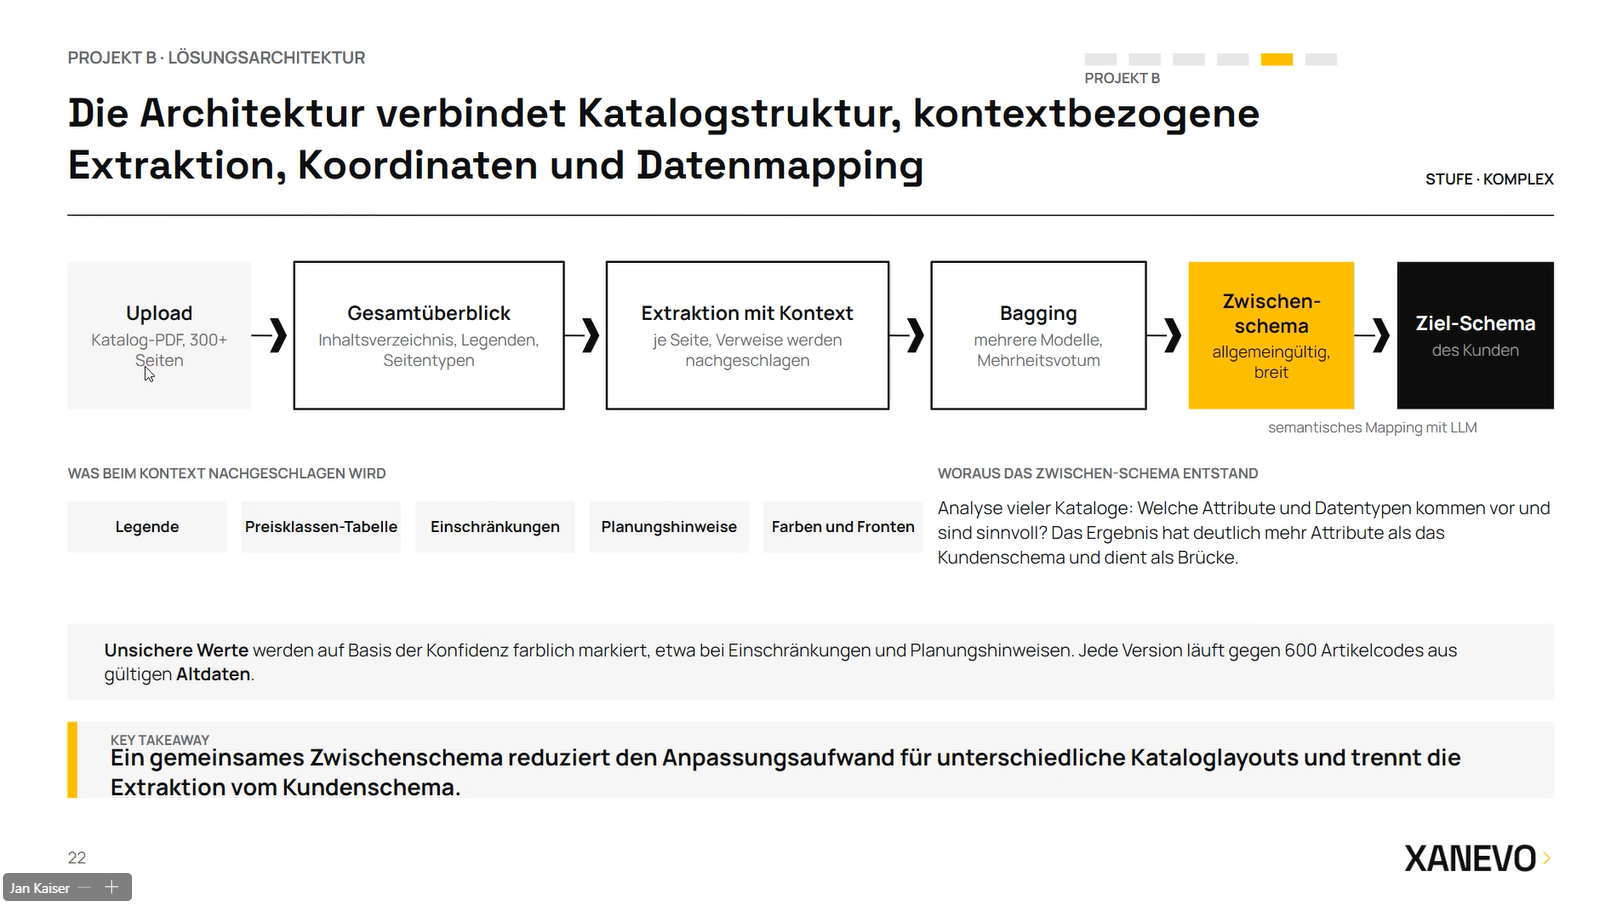 PROJEKT B · LÖSUNGSARCHITEKTUR
PROJEKT B
Die Architektur verbindet Katalogstruktur, kontextbezogene
Extraktion, Koordinaten und Datenmapping
STUFE · KOMPLEX
Upload
Katalog-PDF, 300+
Seiten
Gesamtüberblick
Inhaltsverzeichnis, Legenden,
Seitentypen
Extraktion mit Kontext
je Seite, Verweise werden
nachgeschlagen
Bagging
mehrere Modelle,
Mehrheitsvotum
Zwischen-
schema
allgemeingültig,
breit
Ziel-Schema
des Kunden
semantisches Mapping mit LLM
WAS BEIM KONTEXT NACHGESCHLAGEN WIRD
Legende
Preisklassen-Tabelle
Einschränkungen
Planungshinweise
Farben und Fronten
WORAUS DAS ZWISCHEN-SCHEMA ENTSTAND
Analyse vieler Kataloge: Welche Attribute und Datentypen kommen vor und
sind sinnvoll? Das Ergebnis hat deutlich mehr Attribute als das
Kundenschema und dient als Brücke.
Unsichere Werte werden auf Basis der Konfidenz farblich markiert, etwa bei Einschränkungen und Planungshinweisen. Jede Version läuft gegen 600 Artikelcodes aus
gültigen Altdaten.
KEY TAKEAWAY
Ein gemeinsames Zwischenschema reduziert den Anpassungsaufwand für unterschiedliche Kataloglayouts und trennt die
Extraktion vom Kundenschema.
22
XANEVO
Jan Kaiser